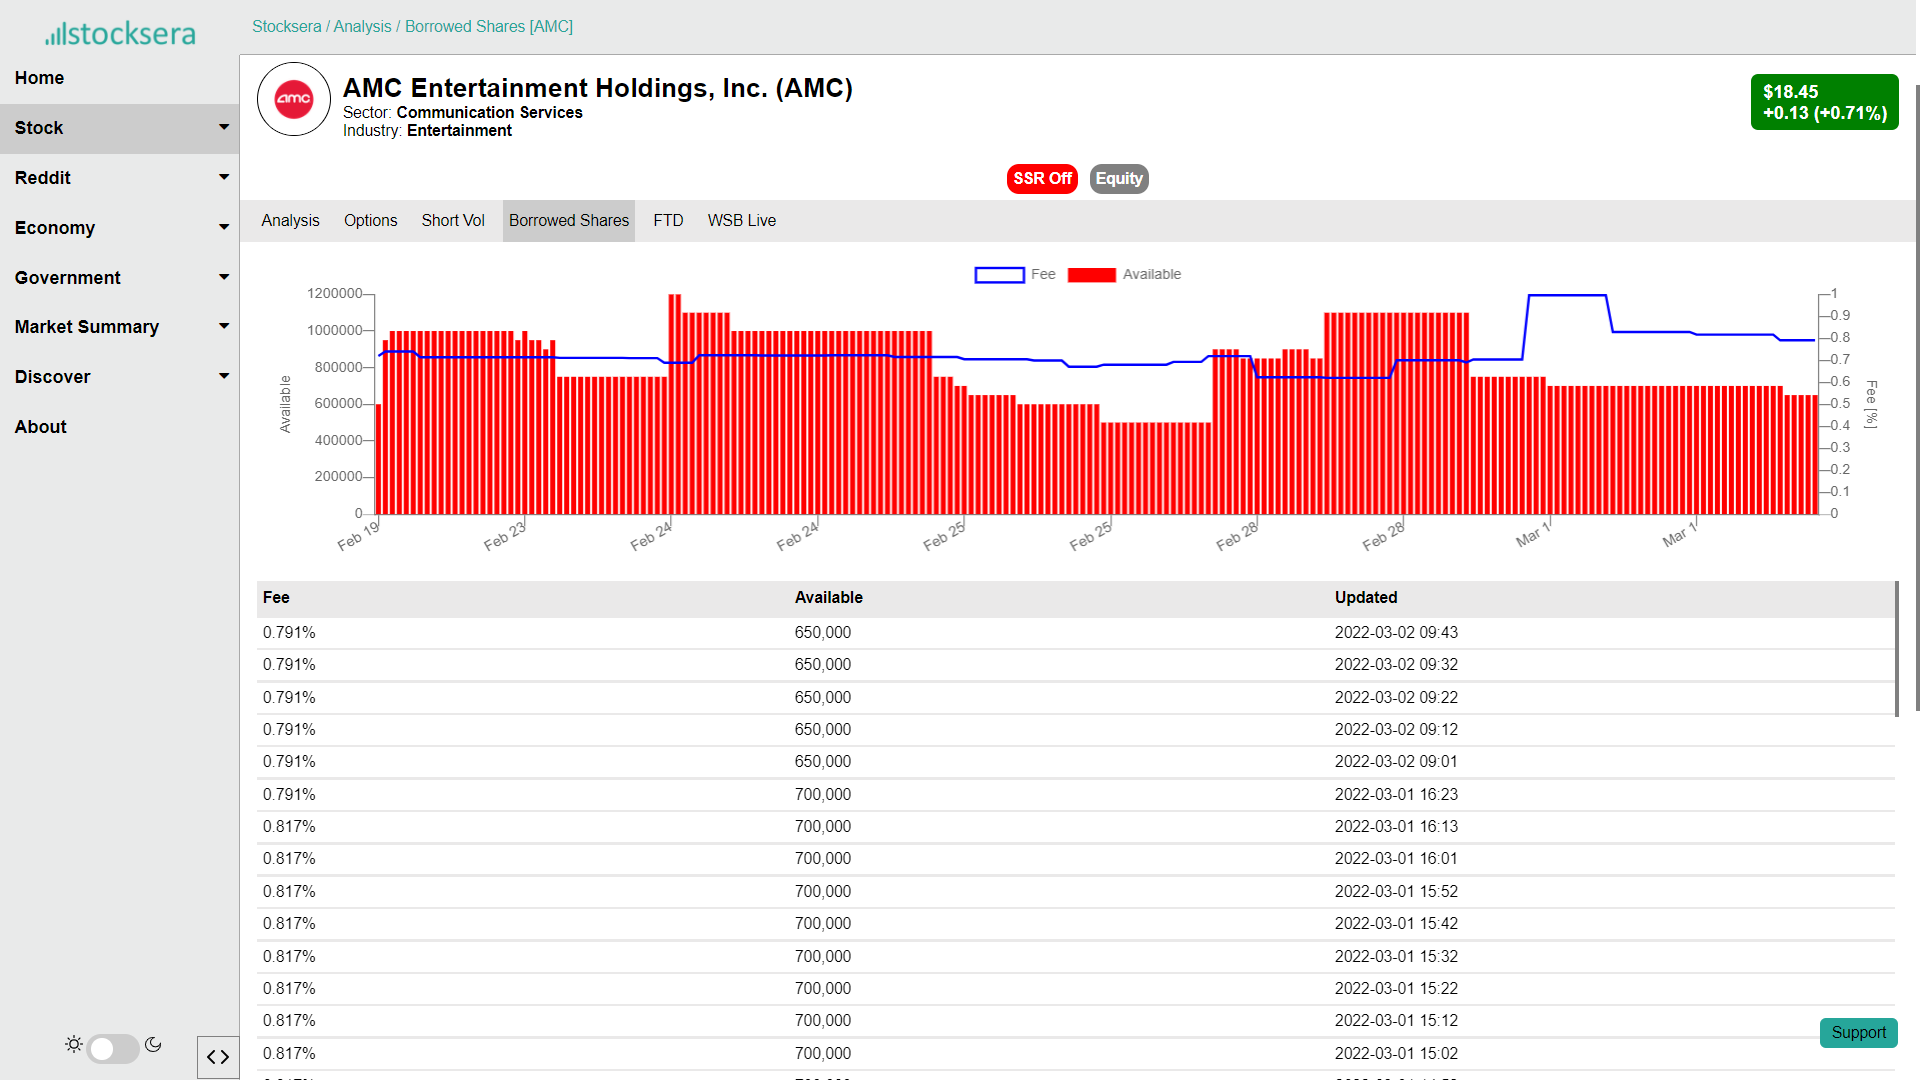 stocksera
Stocksera / Analysis / Borrowed Shares [AMC]
Home
Stock
Reddit
Economy
Government
Market Summary
Discover
About
amc
AMC Entertainment Holdings, Inc. (AMC)
Sector: Communication Services
Industry: Entertainment
$18.45
+0.13 (+0.71%)
SSR Off Equity
Analysis Options Short Vol Borrowed Shares FTD WSB Live
Fee Available
Available
1200000
1000000
800000
600000
400000
200000
0
1
0.9
0.8
0.7
0.6
0.5
0.4
0.3
0.2
0.1
0
Fee [%]
Feb 19 Feb 23 Feb 24 Feb 24 Feb 25 Feb 25 Feb 28 Feb 28 Mar 1 Mar 1
Fee Available Updated
0.791% 650,000 2022-03-02 09:43
0.791% 650,000 2022-03-02 09:32
0.791% 650,000 2022-03-02 09:22
0.791% 650,000 2022-03-02 09:12
0.791% 650,000 2022-03-02 09:01
0.791% 700,000 2022-03-01 16:23
0.817% 700,000 2022-03-01 16:13
0.817% 700,000 2022-03-01 16:01
0.817% 700,000 2022-03-01 15:52
0.817% 700,000 2022-03-01 15:42
0.817% 700,000 2022-03-01 15:32
0.817% 700,000 2022-03-01 15:22
0.817% 700,000 2022-03-01 15:12
0.817% 700,000 2022-03-01 15:02
Support